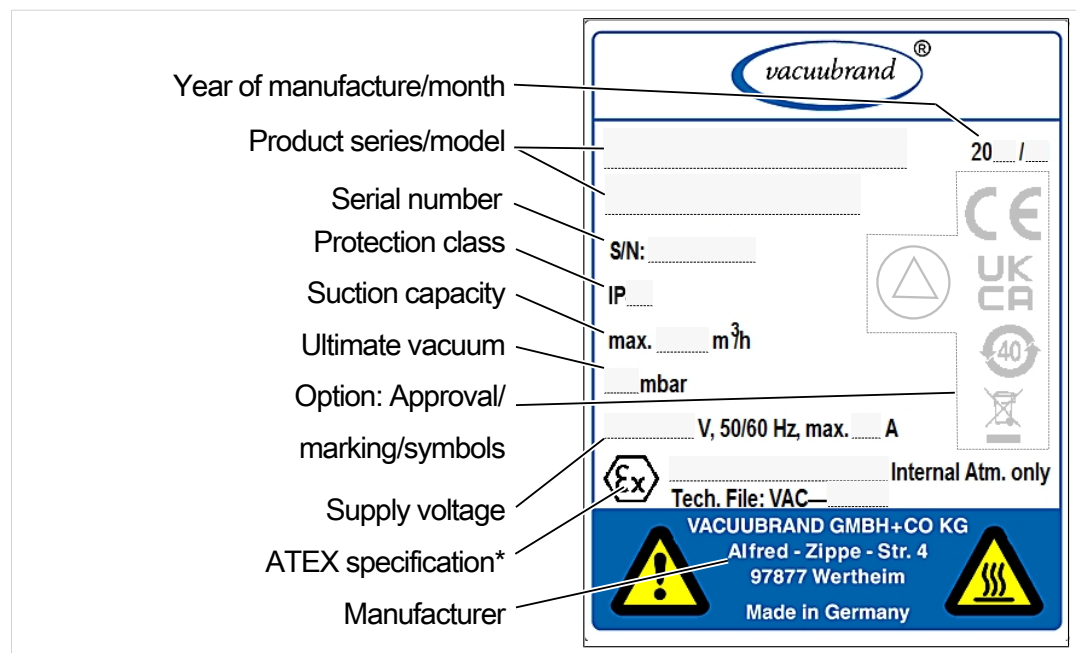 vacuubrand ®
Year of manufacture/month
Product series/model
20 /
Serial number
S/N:
CE
Protection class
IP
UK
CA
Suction capacity
max. m³/h
40
Ultimate vacuum
mbar
Option: Approval/
marking/symbols
V, 50/60 Hz, max. A
Supply voltage
Ex
Internal Atm. only
Tech. File: VAC—
ATEX specification*
VACUUBRAND GMBH+CO KG
Alfred - Zippe - Str. 4
97877 Wertheim
Manufacturer
Made in Germany